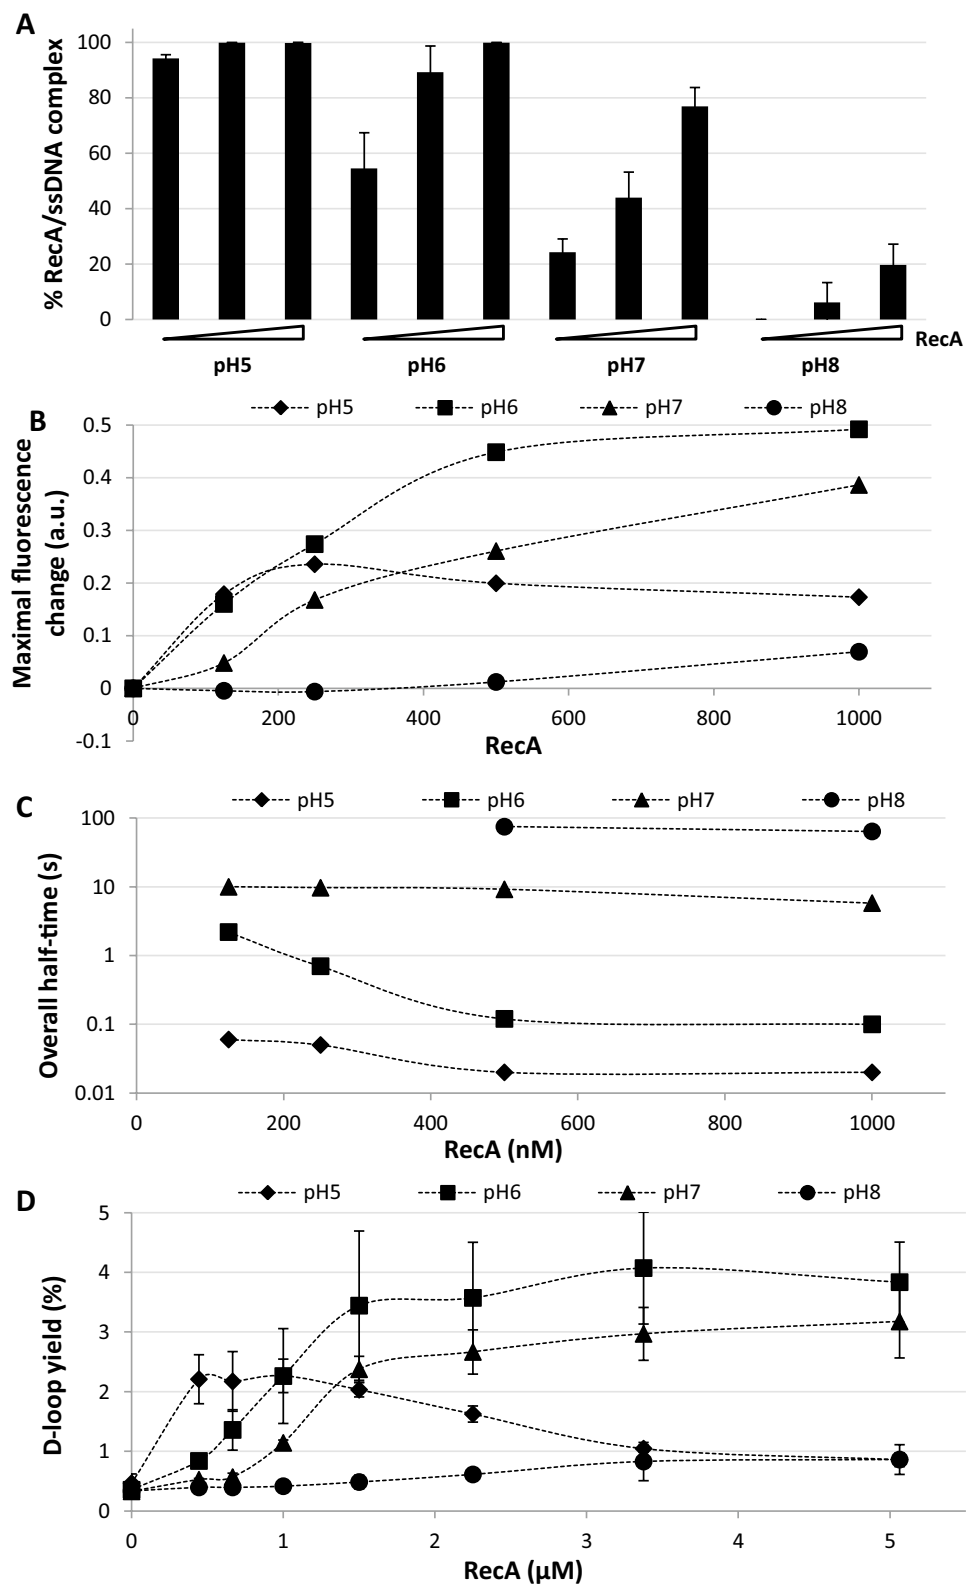 A
% RecA/ssDNA complex
100
80
60
40
20
0
pH5
pH6
pH7
pH8
RecA
B
pH5 pH6 pH7 pH8
Maximal fluorescence
change (a.u.)
0.5
0.4
0.3
0.2
0.1
0
-0.1
0 200 400 600 800 1000
RecA
C
pH5 pH6 pH7 pH8
Overall half-time (s)
100
10
1
0.1
0.01
0 200 400 600 800 1000
RecA (nM)
D
pH5 pH6 pH7 pH8
D-loop yield (%)
5
4
3
2
1
0
0 1 2 3 4 5
RecA (μM)